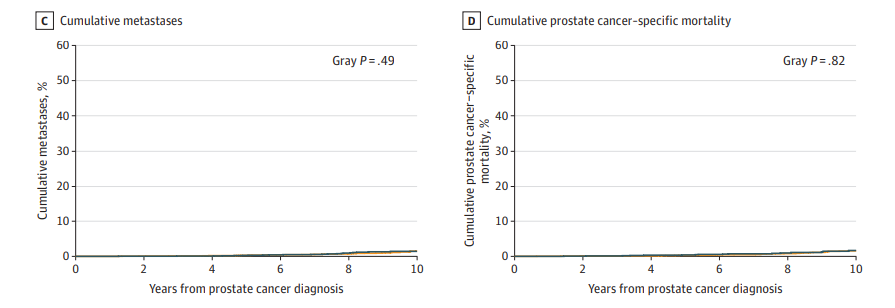 C Cumulative metastases
Gray P = .49
Cumulative metastases, %
60
50
40
30
20
10
0
0 2 4 6 8 10
Years from prostate cancer diagnosis
D Cumulative prostate cancer–specific mortality
Gray P = .82
Cumulative prostate cancer–specific
mortality, %
60
50
40
30
20
10
0
0 2 4 6 8 10
Years from prostate cancer diagnosis